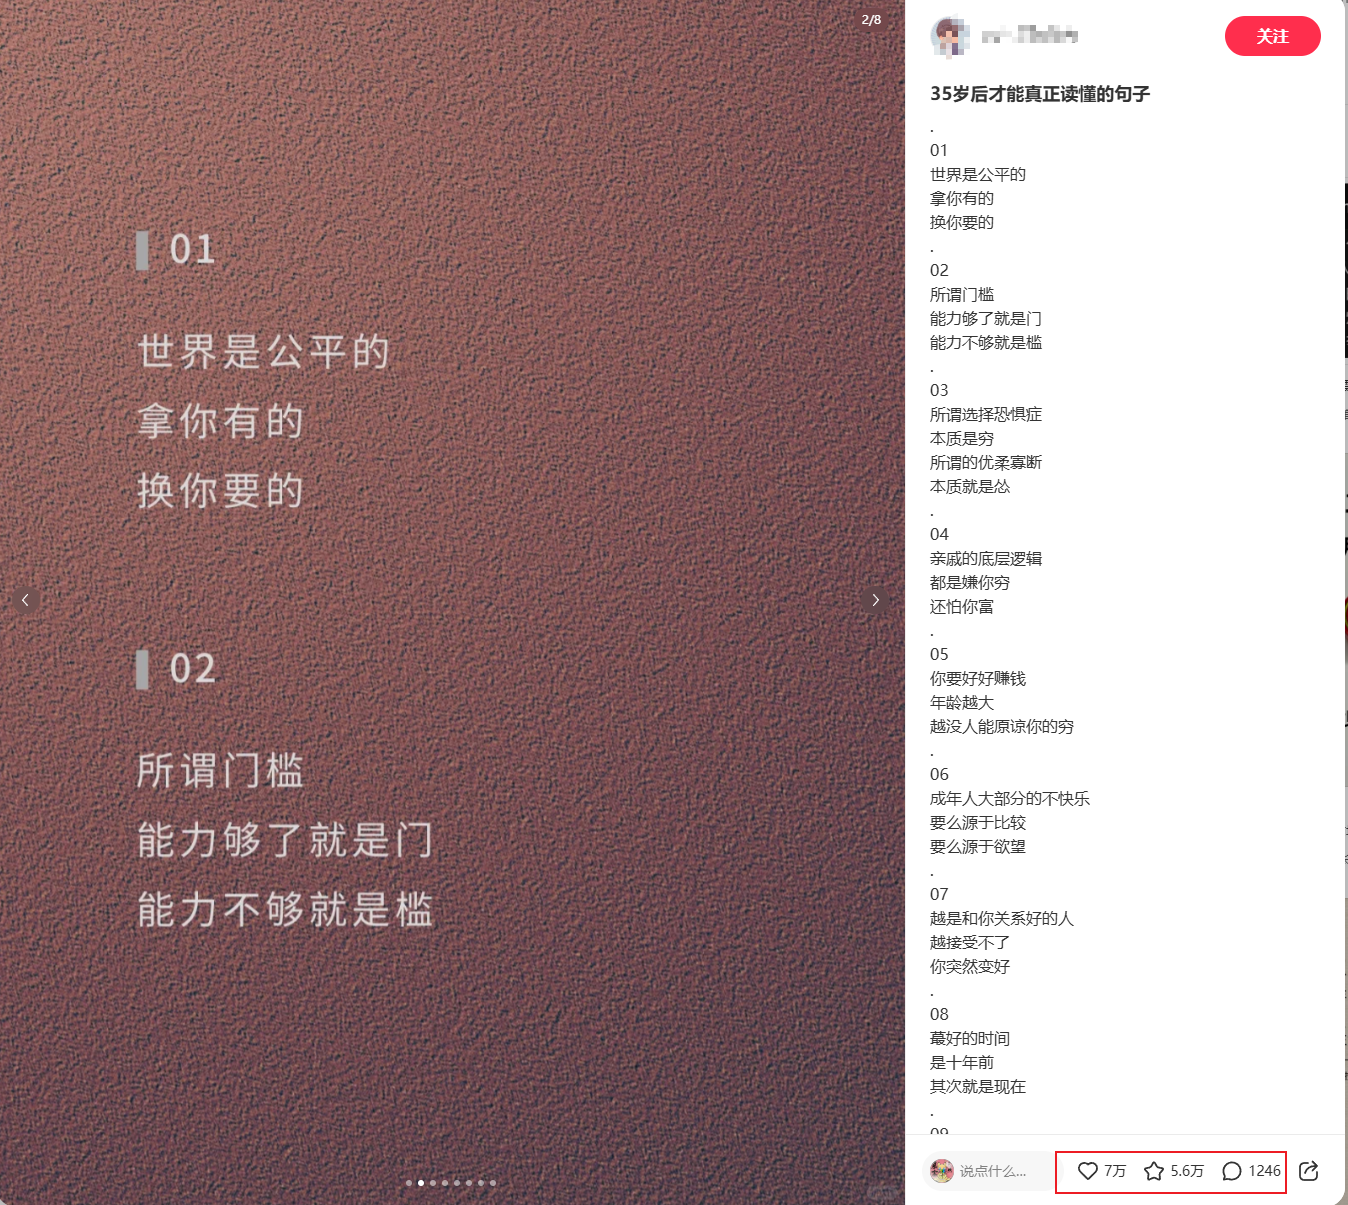 2/8
01
世界是公平的
拿你有的
换你要的
02
所谓门槛
能力够了就是门
能力不够就是槛
关注
35岁后才能真正读懂的句子
.
01
世界是公平的
拿你有的
换你要的
.
02
所谓门槛
能力够了就是门
能力不够就是槛
.
03
所谓选择恐惧症
本质是穷
所谓的优柔寡断
本质就是怂
.
04
亲戚的底层逻辑
都是嫌你穷
还怕你富
.
05
你要好好赚钱
年龄越大
越没人能原谅你的穷
.
06
成年人大部分的不快乐
要么源于比较
要么源于欲望
.
07
越是和你关系好的人
越接受不了
你突然变好
.
08
蕞好的时间
是十年前
其次就是现在
.
09
说点什么...
7万
5.6万
1246